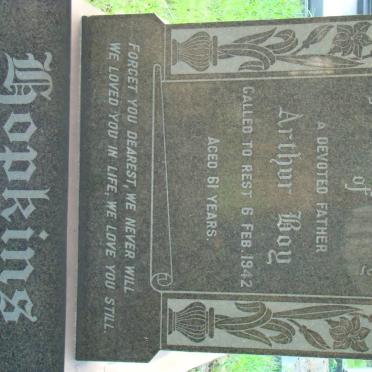 of
A DEVOTED FATHER
Arthur Boy
CALLED TO REST 6 FEB. 1942
AGED 61 YEARS.
FORGET YOU DEAREST, WE NEVER WILL
WE LOVED YOU IN LIFE, WE LOVE YOU STILL.
Hopkins